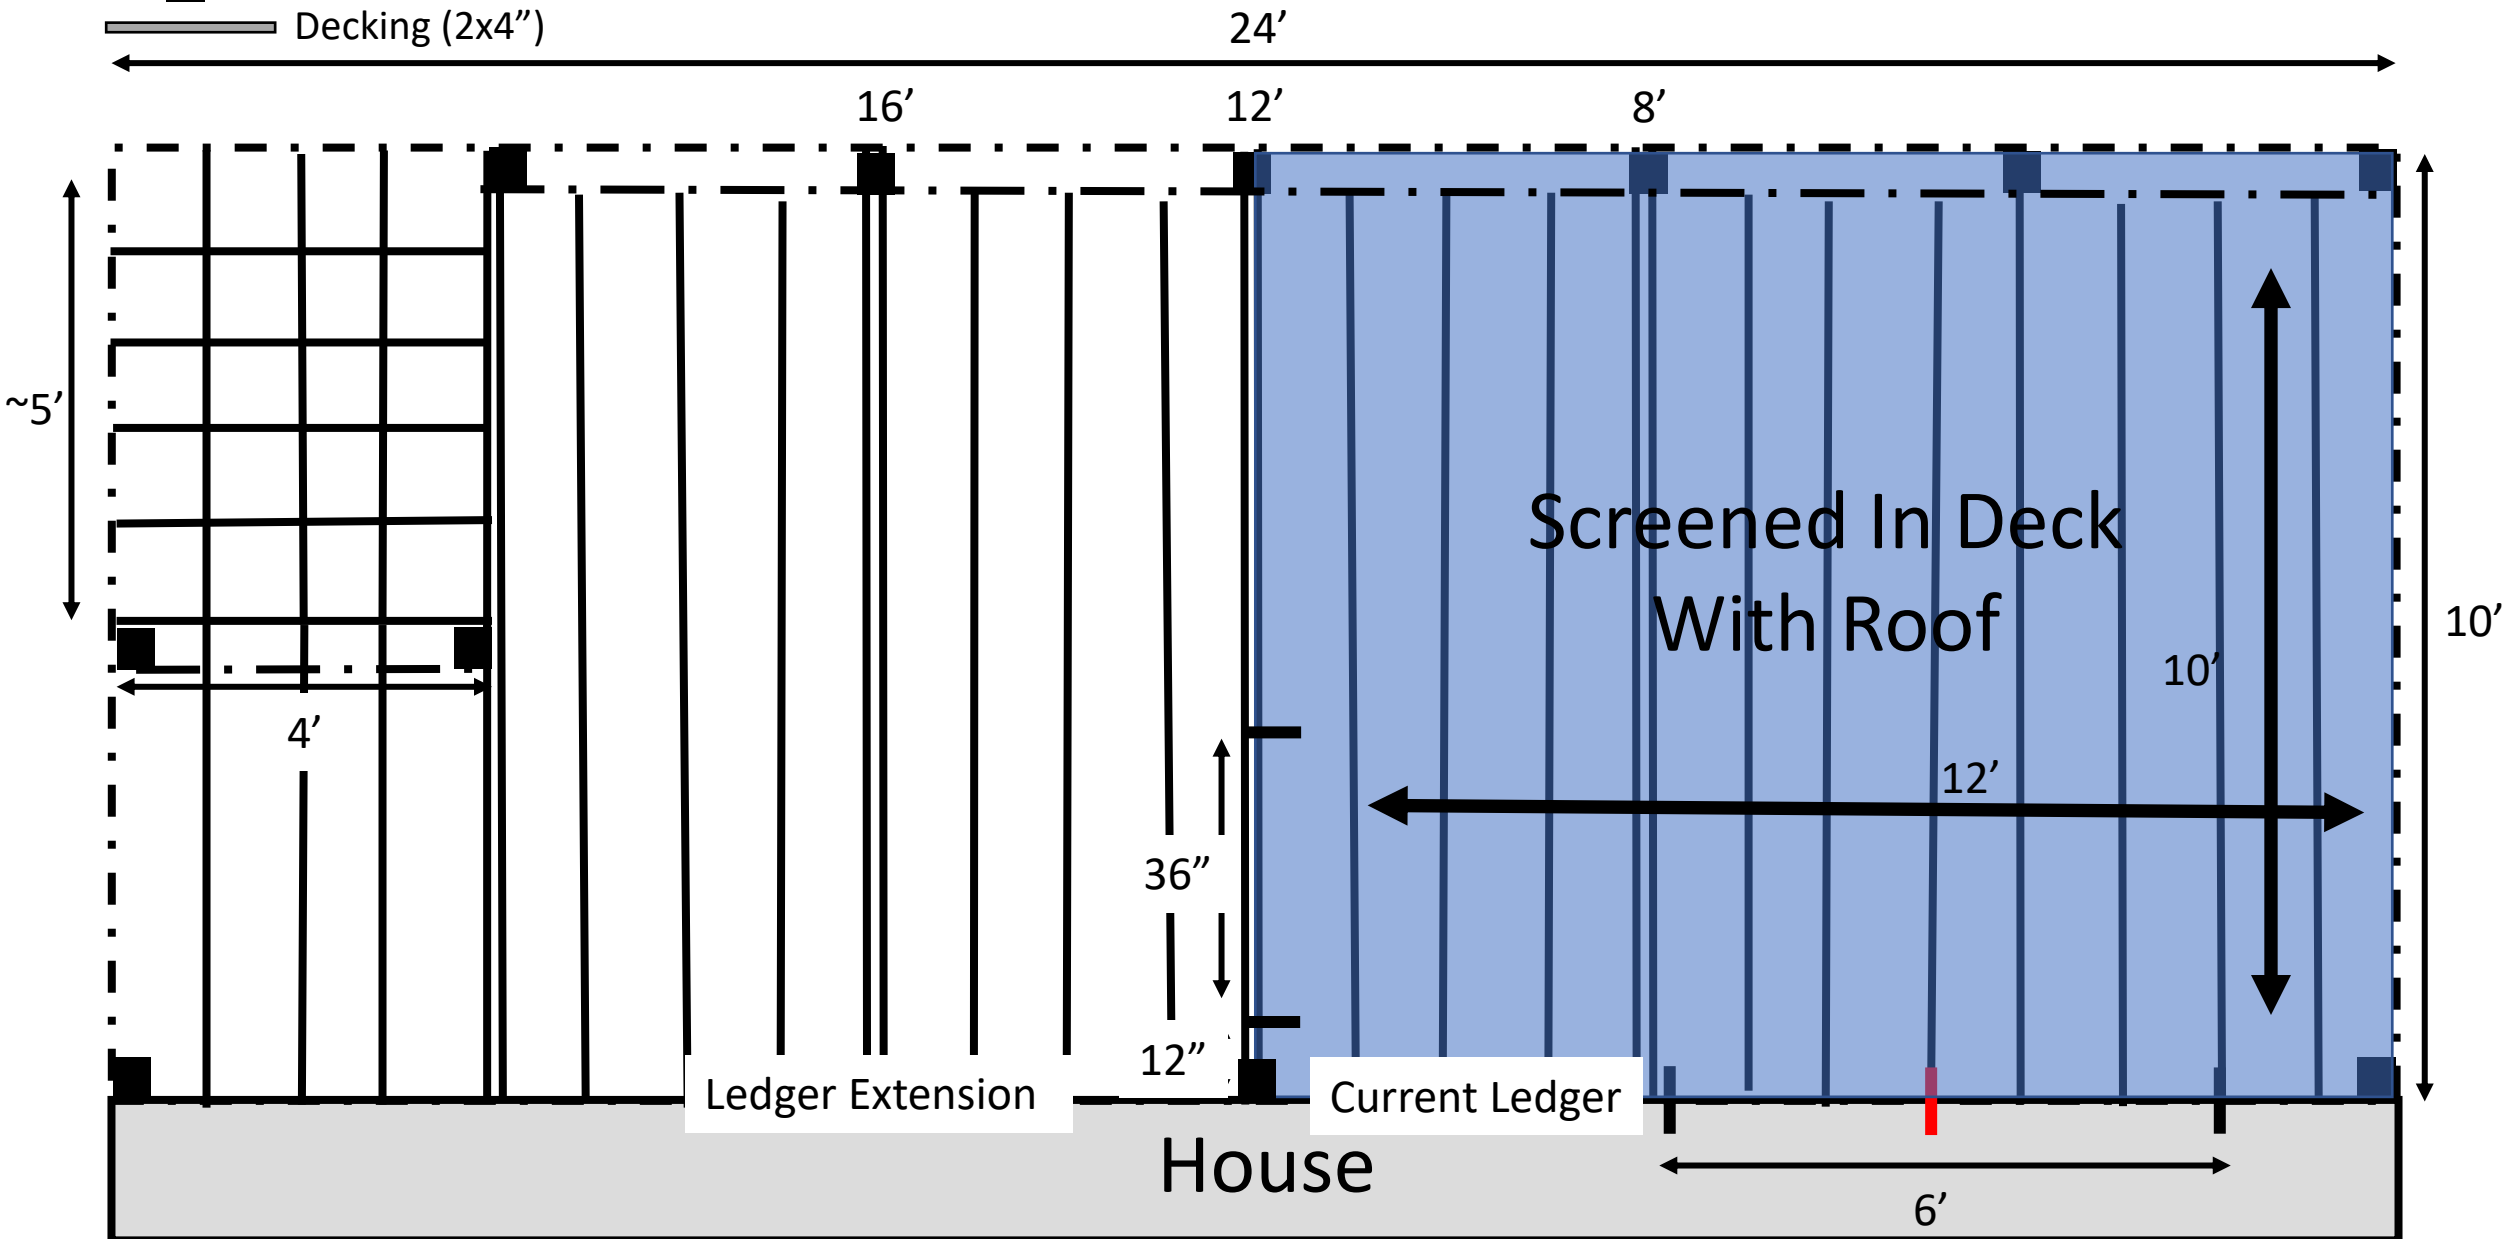 Decking (2x4”)
24’
16’
12’
8’
~5’
Screened In Deck
With Roof
10’
10’
4’
12’
36”
12”
Ledger Extension
Current Ledger
House
6’